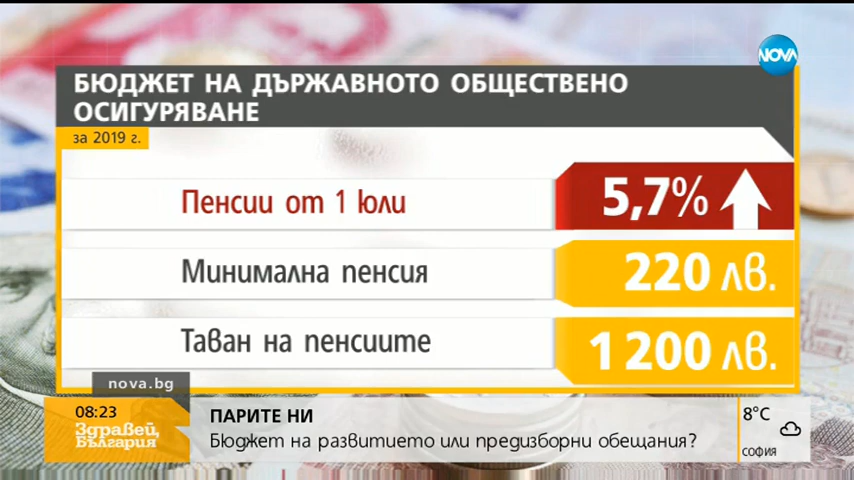 NOVA
БЮДЖЕТ НА ДЪРЖАВНОТО ОБЩЕСТВЕНО
ОСИГУРЯВАНЕ
за 2019 г.
Пенсии от 1 юли
5,7%
Минимална пенсия
220 лв.
Таван на пенсиите
1 200 лв.
nova.bg
08:23
Здравей,
България
ПАРИТЕ НИ
Бюджет на развитието или предизборни обещания?
8°C
СОФИЯ